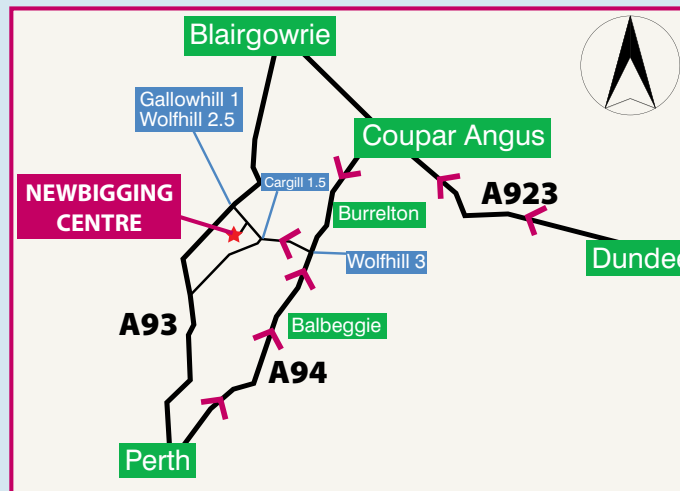 Blairgowrie
Gallowhill 1
Wolfhill 2.5
Coupar Angus
NEWBIGGING
CENTRE
Cargill 1.5
A923
Burrelton
Wolfhill 3
Dundee
A93
Balbeggie
A94
Perth